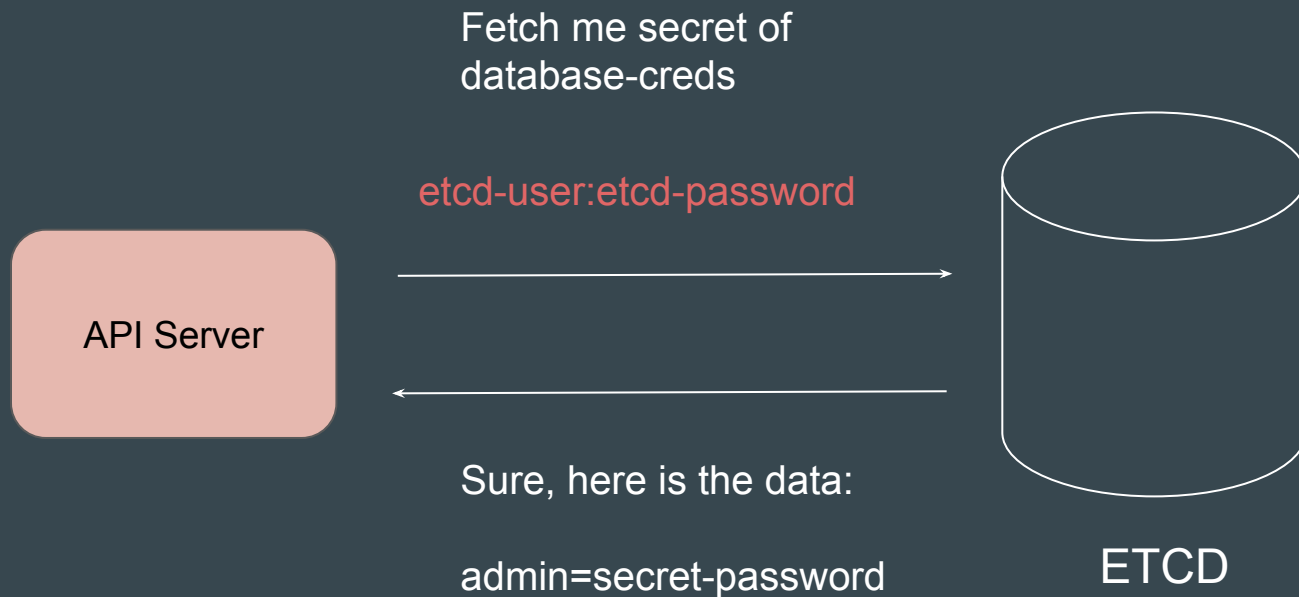 Fetch me secret of
database-creds
etcd-user:etcd-password
API Server
Sure, here is the data:
admin=secret-password
ETCD